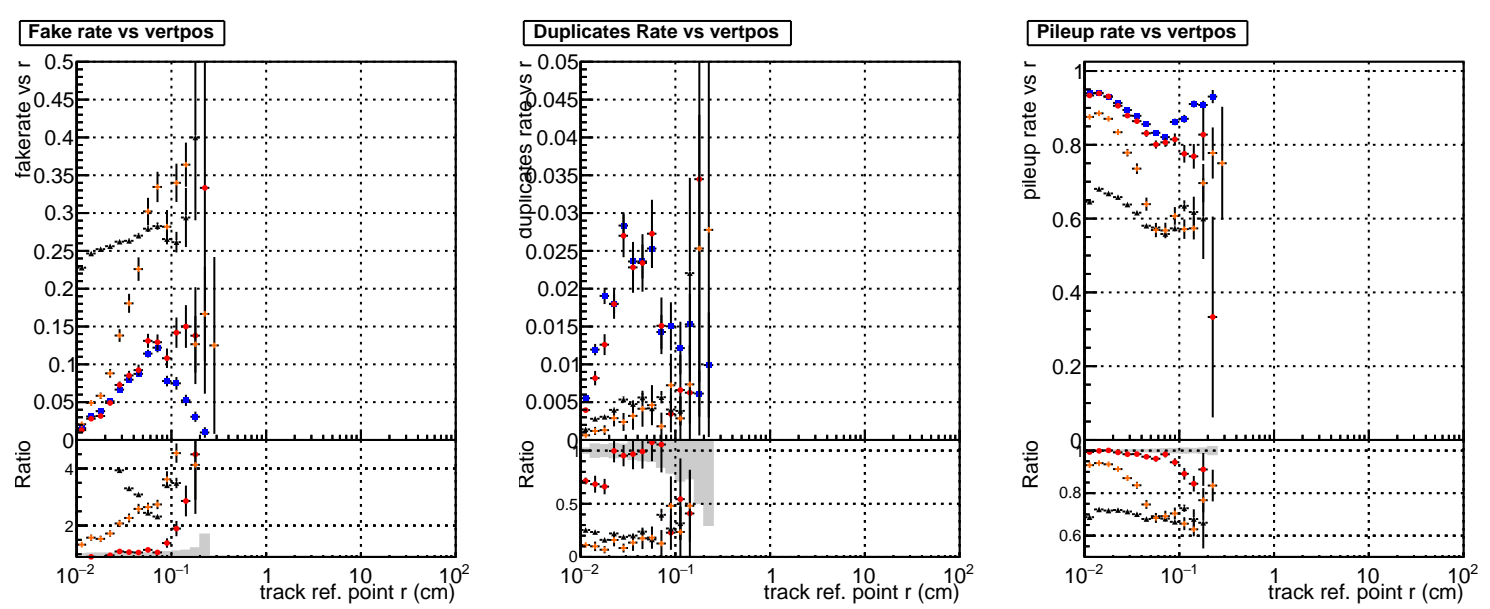 Fake rate vs vertpos
fakerate vs r
0.5
0.45
0.4
0.35
0.3
0.25
0.2
0.15
0.1
0.05
0
Ratio
4
2
10⁻² 10⁻¹ 1 10 10²
track ref. point r (cm)
Duplicates Rate vs vertpos
duplicates rate vs r
0.05
0.045
0.04
0.035
0.03
0.025
0.02
0.015
0.01
0.005
0
Ratio
1
0.5
0
10⁻² 10⁻¹ 1 10 10²
track ref. point r (cm)
Pileup rate vs vertpos
pileup rate vs r
1
0.8
0.6
0.4
0.2
0
Ratio
1
0.8
0.6
10⁻² 10⁻¹ 1 10 10²
track ref. point r (cm)